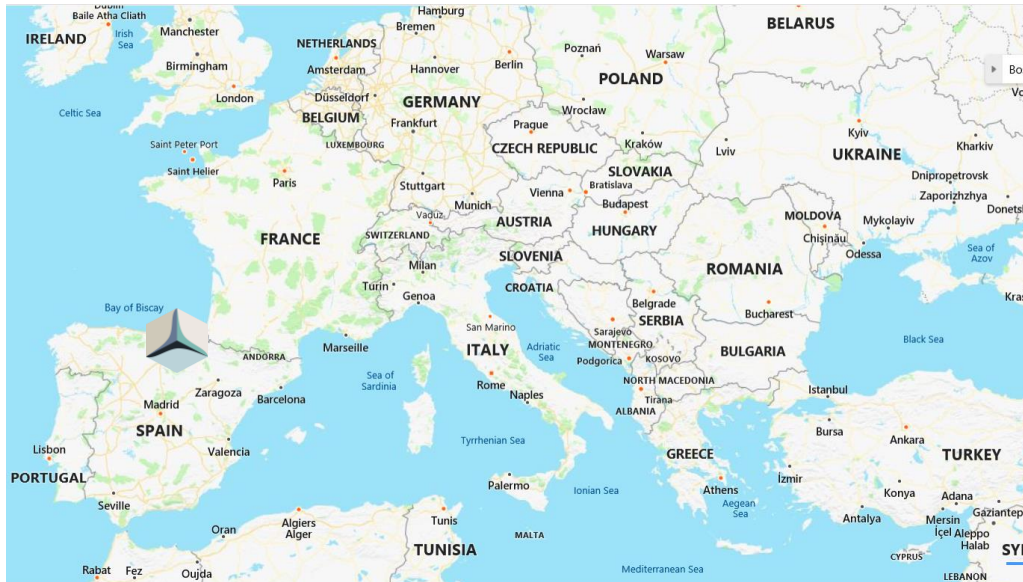 Dublin
Baile Atha Cliath
Hamburg
IRELAND
Irish
Sea
Manchester
Bremen
BELARUS
NETHERLANDS
Poznań
Warsaw
Birmingham
Amsterdam
Hannover
Berlin
POLAND
Bo
London
Düsseldorf
GERMANY
Vo
Celtic Sea
BELGIUM
Wrocław
Frankfurt
Prague
Kyiv
Saint Peter Port
LUXEMBOURG
CZECH REPUBLIC
Kraków
Lviv
Kharkiv
UKRAINE
Saint Helier
Paris
SLOVAKIA
Dnipropetrovsk
Stuttgart
Vienna
Bratislava
Zaporizhzhya
Munich
Budapest
Donets
Vaduz
AUSTRIA
MOLDOVA
Mykolayiv
SWITZERLAND
HUNGARY
Chișinău
FRANCE
Odessa
Sea of
Azov
Milan
SLOVENIA
ROMANIA
Turin
CROATIA
Genoa
Belgrade
Kras
Bay of Biscay
San Marino
Sarajevo
SERBIA
Bucharest
Marseille
ITALY
Adriatic
Sea
MONTENEGRO
BULGARIA
Black Sea
ANDORRA
Podgorica
KOSOVO
Sea of
Sardinia
Rome
NORTH MACEDONIA
Zaragoza
Barcelona
Naples
Tirana
Istanbul
Madrid
ALBANIA
SPAIN
Bursa
Ankara
Valencia
Tyrrhenian Sea
Lisbon
GREECE
TURKEY
PORTUGAL
Palermo
Ionian Sea
Athens
İzmir
Konya
Adana
Seville
Aegean
Sea
Antalya
Mersin
İçel
Gaziantep
Algiers
Alger
Tunis
Oran
MALTA
Aleppo
Halab
TUNISIA
CYPRUS
SY
Rabat
Fez
Oujda
Mediterranean Sea
LEBANON